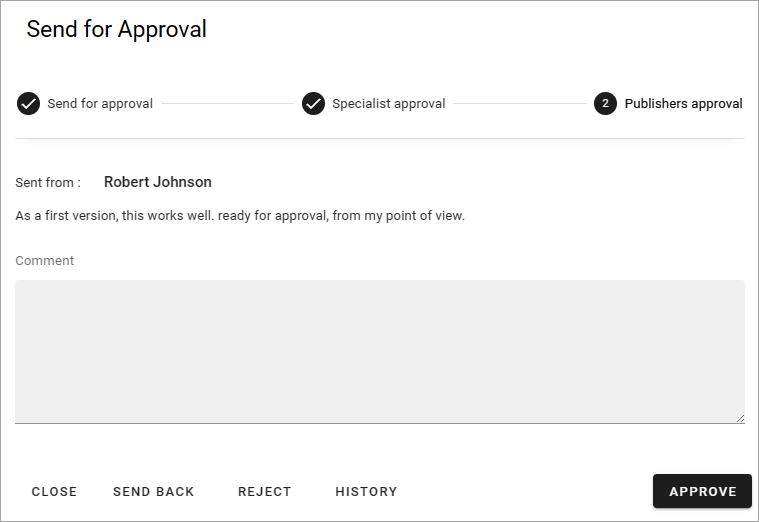 Send for Approval
Send for approval
Specialist approval
2
Publishers approval
Sent from :
Robert Johnson
As a first version, this works well. ready for approval, from my point of view.
Comment
CLOSE
SEND BACK
REJECT
HISTORY
APPROVE